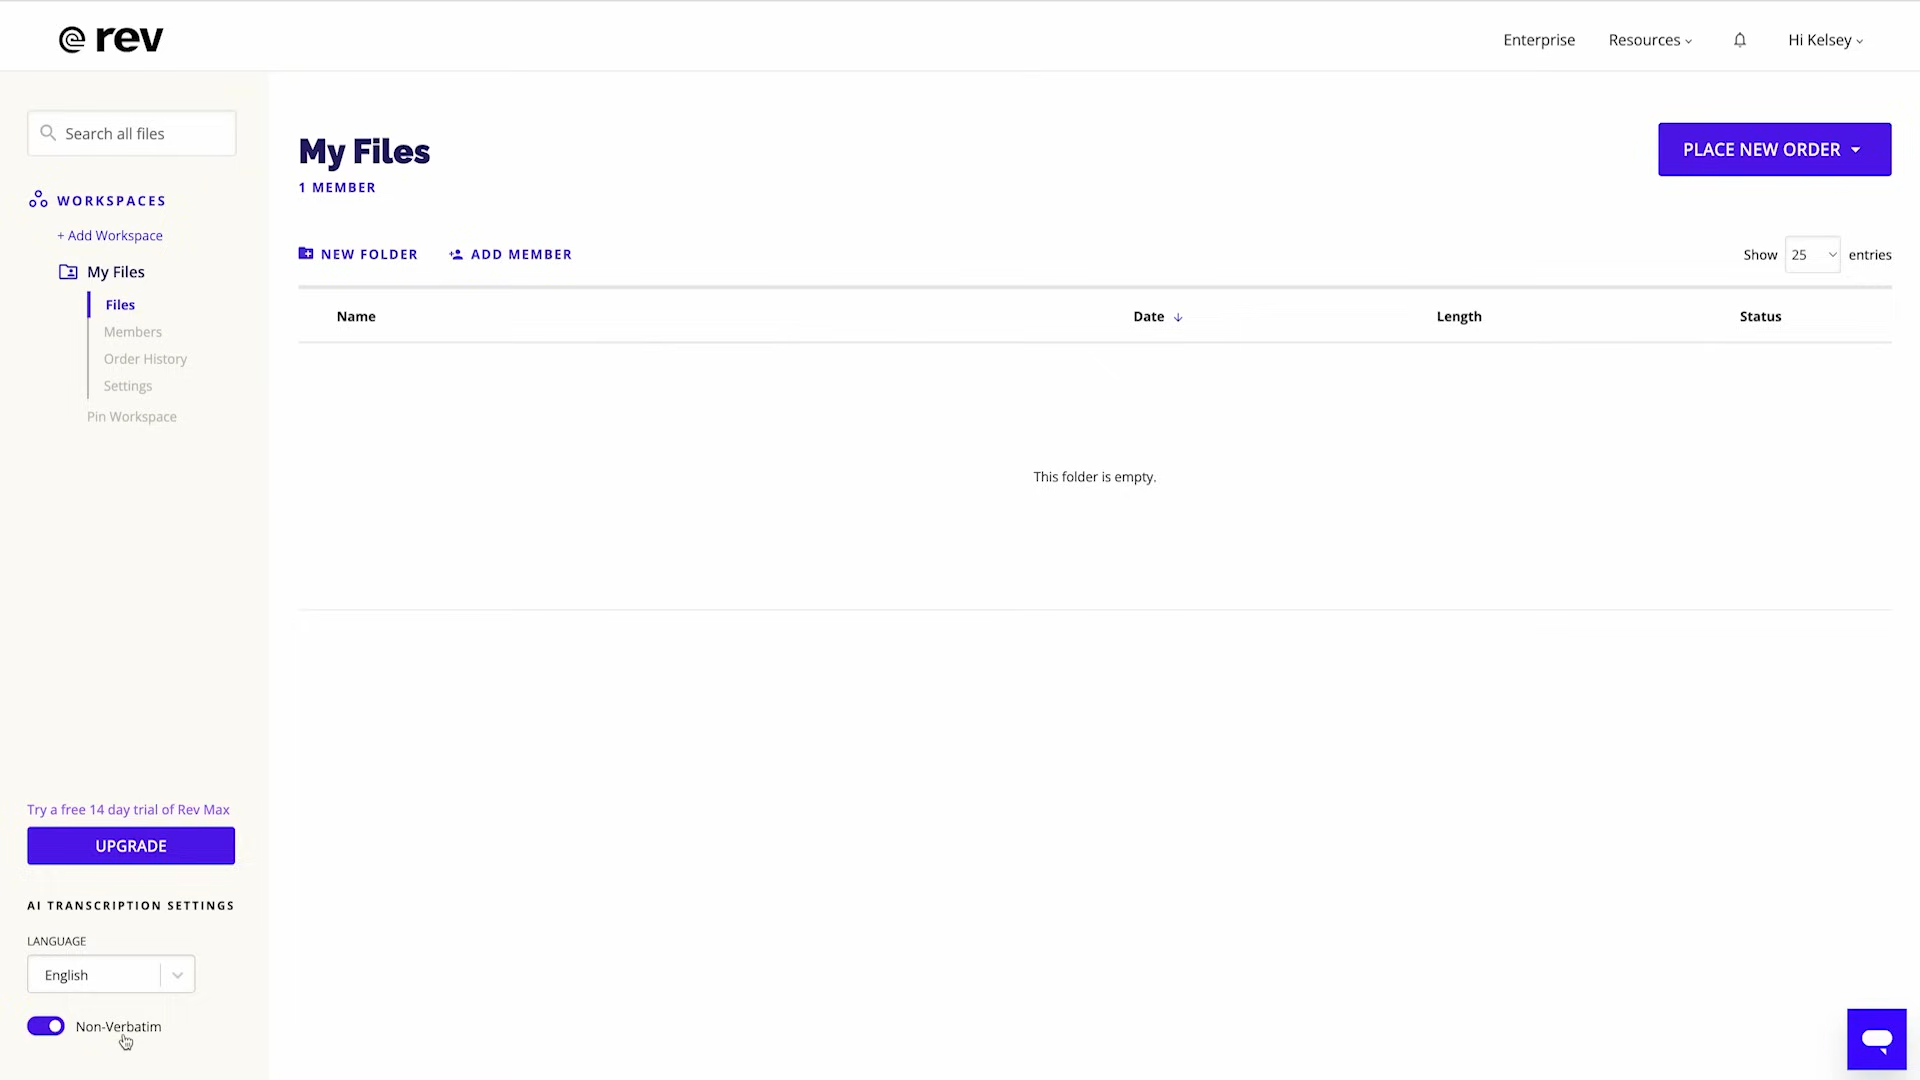 rev
Enterprise
Resources
Hi Kelsey
Search all files
WORKSPACES
+ Add Workspace
My Files
Files
Members
Order History
Settings
Pin Workspace
Try a free 14 day trial of Rev Max
UPGRADE
AI TRANSCRIPTION SETTINGS
LANGUAGE
English
Non-Verbatim
My Files
1 MEMBER
PLACE NEW ORDER
NEW FOLDER
ADD MEMBER
Show 25 entries
Name Date Length Status
This folder is empty.